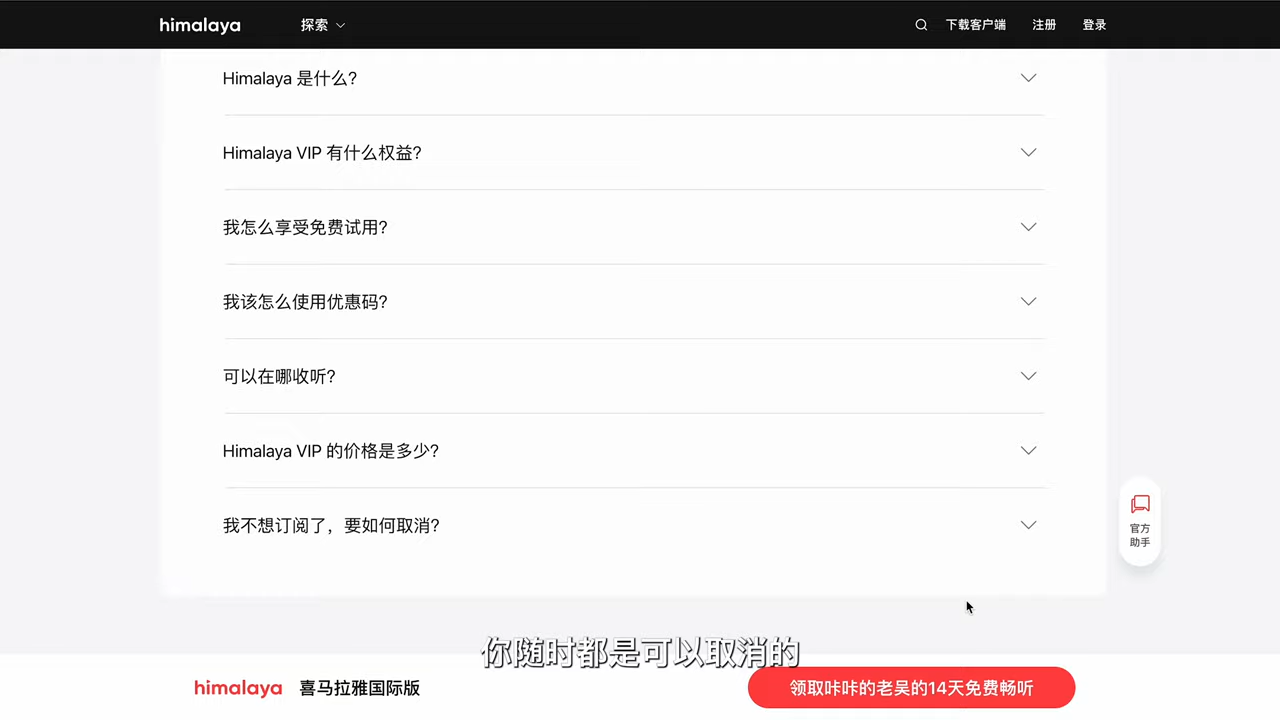 himalaya 探索 下载客户端 注册 登录
Himalaya 是什么?
Himalaya VIP 有什么权益?
我怎么享受免费试用?
我该怎么使用优惠码?
可以在哪收听?
Himalaya VIP 的价格是多少?
我不想订阅了，要如何取消?
官方
助手
你随时都是可以取消的
himalaya 喜马拉雅国际版 领取咔咔的老吴的14天免费畅听